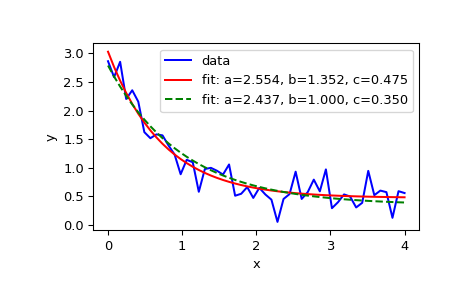 3.0
2.5
2.0
1.5
1.0
0.5
0.0
y
data
fit: a=2.554, b=1.352, c=0.475
fit: a=2.437, b=1.000, c=0.350
0 1 2 3 4
x